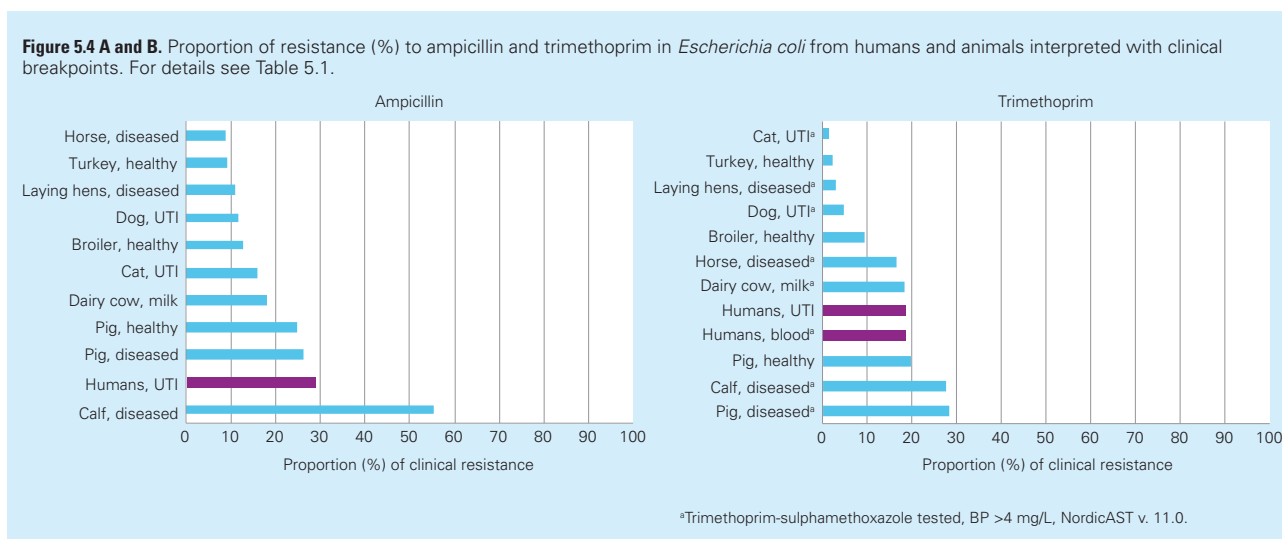 Figure 5.4 A and B. Proportion of resistance (%) to ampicillin and trimethoprim in Escherichia coli from humans and animals interpreted with clinical
breakpoints. For details see Table 5.1.
Ampicillin
Horse, diseased
Turkey, healthy
Laying hens, diseased
Dog, UTI
Broiler, healthy
Cat, UTI
Dairy cow, milk
Pig, healthy
Pig, diseased
Humans, UTI
Calf, diseased
0 10 20 30 40 50 60 70 80 90 100
Proportion (%) of clinical resistance
Trimethoprim
Cat, UTIᵃ
Turkey, healthy
Laying hens, diseasedᵃ
Dog, UTIᵃ
Broiler, healthy
Horse, diseasedᵃ
Dairy cow, milkᵃ
Humans, UTI
Humans, bloodᵃ
Pig, healthy
Calf, diseasedᵃ
Pig, diseasedᵃ
0 10 20 30 40 50 60 70 80 90 100
Proportion (%) of clinical resistance
ᵃTrimethoprim-sulphamethoxazole tested, BP >4 mg/L, NordicAST v. 11.0.